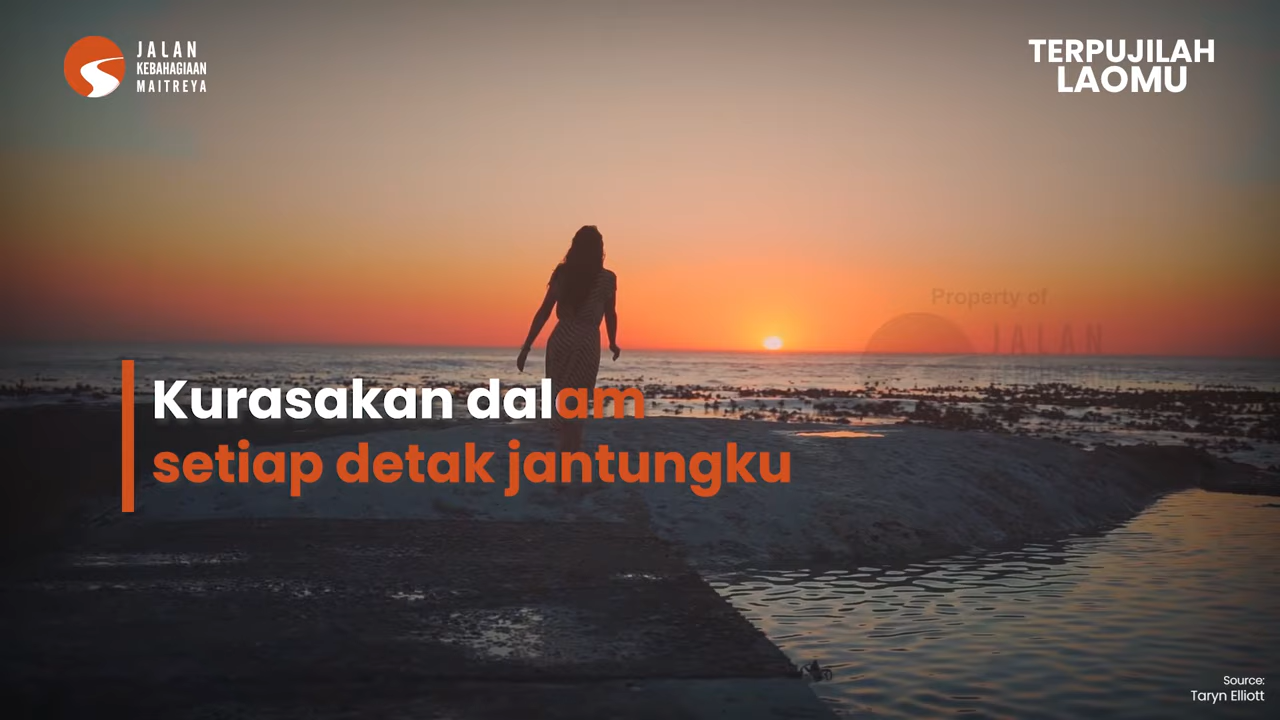 JALAN
KEBAHAGIAAN
MAITREYA
TERPUJILAH
LAOMU
Property of
JALAN
Kurasakan dalam
setiap detak jantungku
Source:
Taryn Elliott